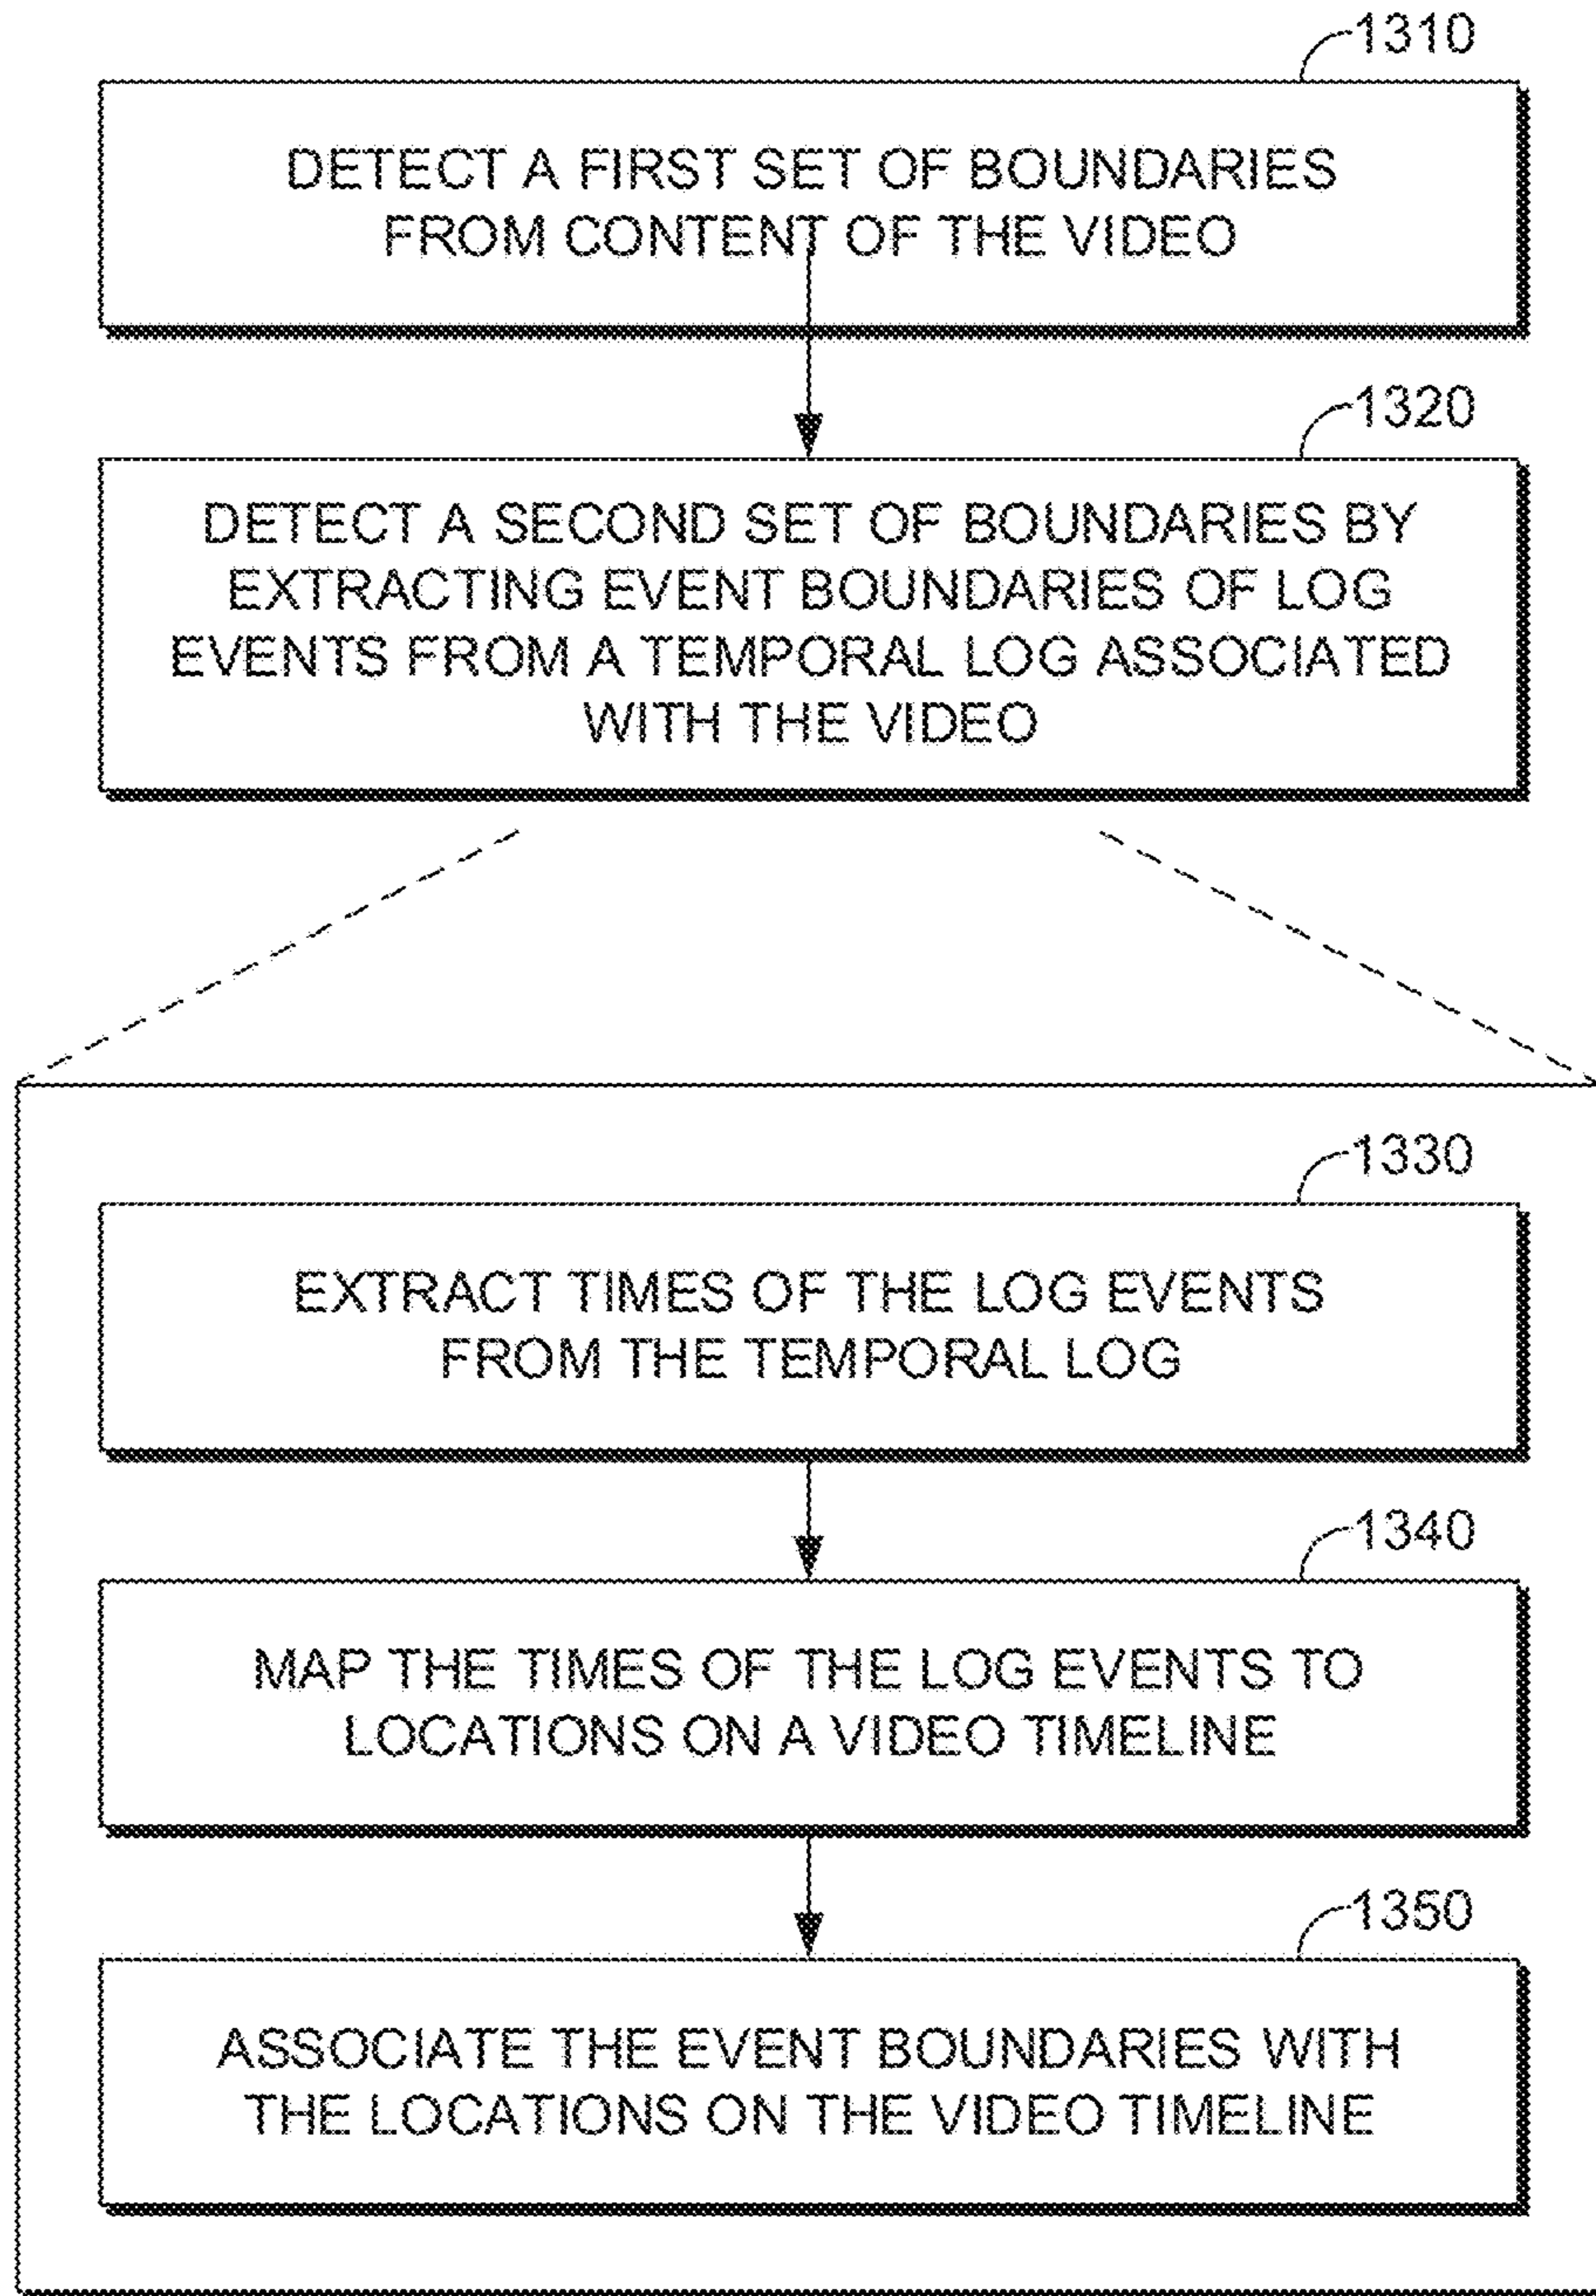 1310
DETECT A FIRST SET OF BOUNDARIES
FROM CONTENT OF THE VIDEO
1320
DETECT A SECOND SET OF BOUNDARIES BY
EXTRACTING EVENT BOUNDARIES OF LOG
EVENTS FROM A TEMPORAL LOG ASSOCIATED
WITH THE VIDEO
1330
EXTRACT TIMES OF THE LOG EVENTS
FROM THE TEMPORAL LOG
1340
MAP THE TIMES OF THE LOG EVENTS TO
LOCATIONS ON A VIDEO TIMELINE
1350
ASSOCIATE THE EVENT BOUNDARIES WITH
THE LOCATIONS ON THE VIDEO TIMELINE